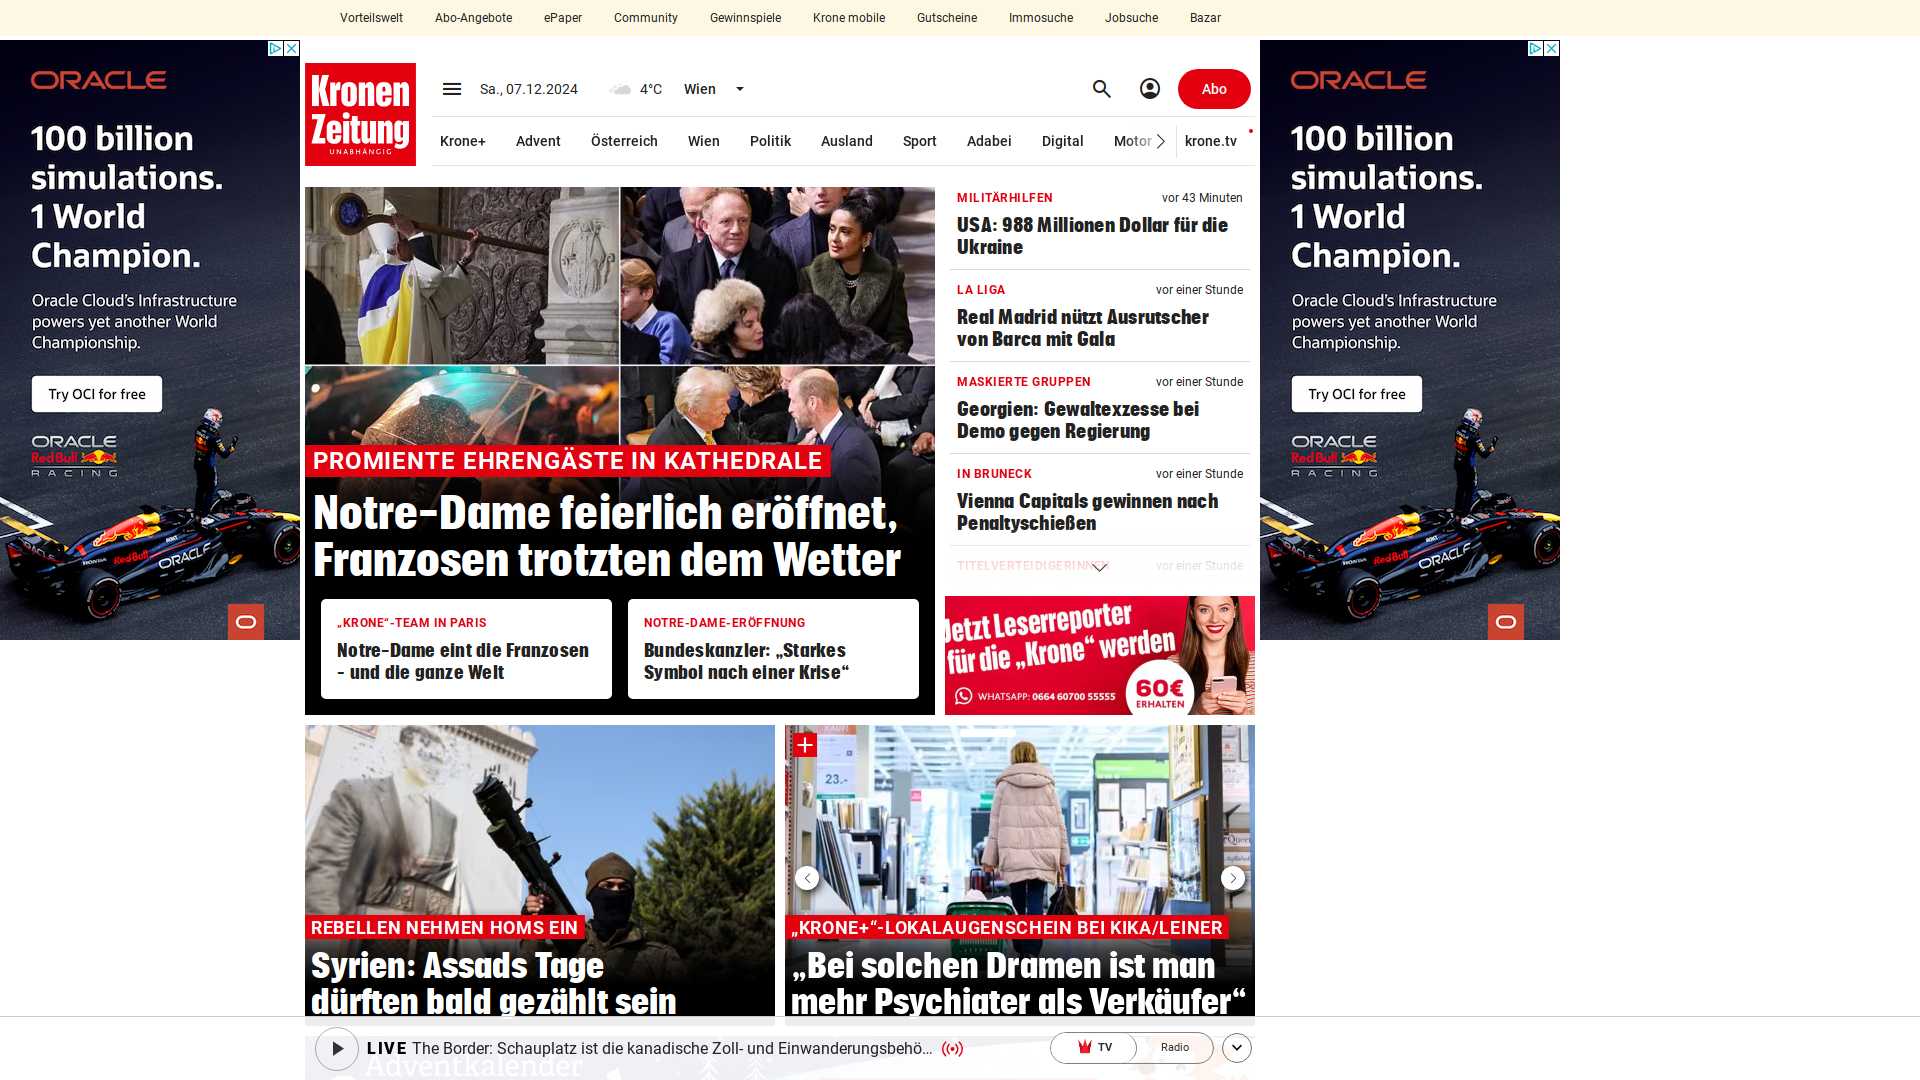 Vorteilswelt
Abo-Angebote
ePaper
Community
Gewinnspiele
Krone mobile
Gutscheine
Immosuche
Jobsuche
Bazar
ORACLE
100 billion
simulations.
1 World
Champion.
Oracle Cloud's Infrastructure
powers yet another World
Championship.
Try OCI for free
ORACLE
Red Bull
RACING
Kronen
Zeitung
UNABHÄNGIG
Sa., 07.12.2024
4°C
Wien
Abo
Krone+
Advent
Österreich
Wien
Politik
Ausland
Sport
Adabei
Digital
Motor
krone.tv
PROMIENTE EHRENGÄSTE IN KATHEDRALE
Notre-Dame feierlich eröffnet,
Franzosen trotzten dem Wetter
„KRONE“-TEAM IN PARIS
Notre-Dame eint die Franzosen
- und die ganze Welt
NOTRE-DAME-ERÖFFNUNG
Bundeskanzler: „Starkes
Symbol nach einer Krise“
MILITÄRHILFEN
vor 43 Minuten
USA: 988 Millionen Dollar für die
Ukraine
LA LIGA
vor einer Stunde
Real Madrid nützt Ausrutscher
von Barca mit Gala
MASKIERTE GRUPPEN
vor einer Stunde
Georgien: Gewaltexzesse bei
Demo gegen Regierung
IN BRUNECK
vor einer Stunde
Vienna Capitals gewinnen nach
Penaltyschießen
TITELVERTEIDIGERINNEN
vor einer Stunde
Jetzt Leserreporter
für die „Krone“ werden
WHATSAPP: 0664 60700 55555
60€
ERHALTEN
ORACLE
100 billion
simulations.
1 World
Champion.
Oracle Cloud's Infrastructure
powers yet another World
Championship.
Try OCI for free
ORACLE
Red Bull
RACING
REBELLEN NEHMEN HOMS EIN
Syrien: Assads Tage
dürften bald gezählt sein
23.-
„KRONE+“-LOKALAUGENSCHEIN BEI KIKA/LEINER
„Bei solchen Dramen ist man
mehr Psychiater als Verkäufer“
LIVE The Border: Schauplatz ist die kanadische Zoll- und Einwanderungsbehö...
TV
Radio
Adventkalender